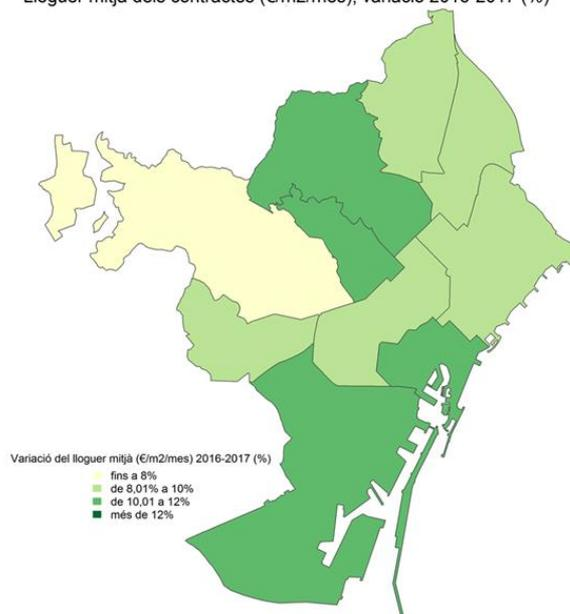 Lloguer mitjà dels contractes (€/m2/mes), variació 2016-2017 (%)
Variació del lloguer mitjà (€/m2/mes) 2016-2017 (%)
fins a 8%
de 8,01% a 10%
de 10,01 a 12%
més de 12%